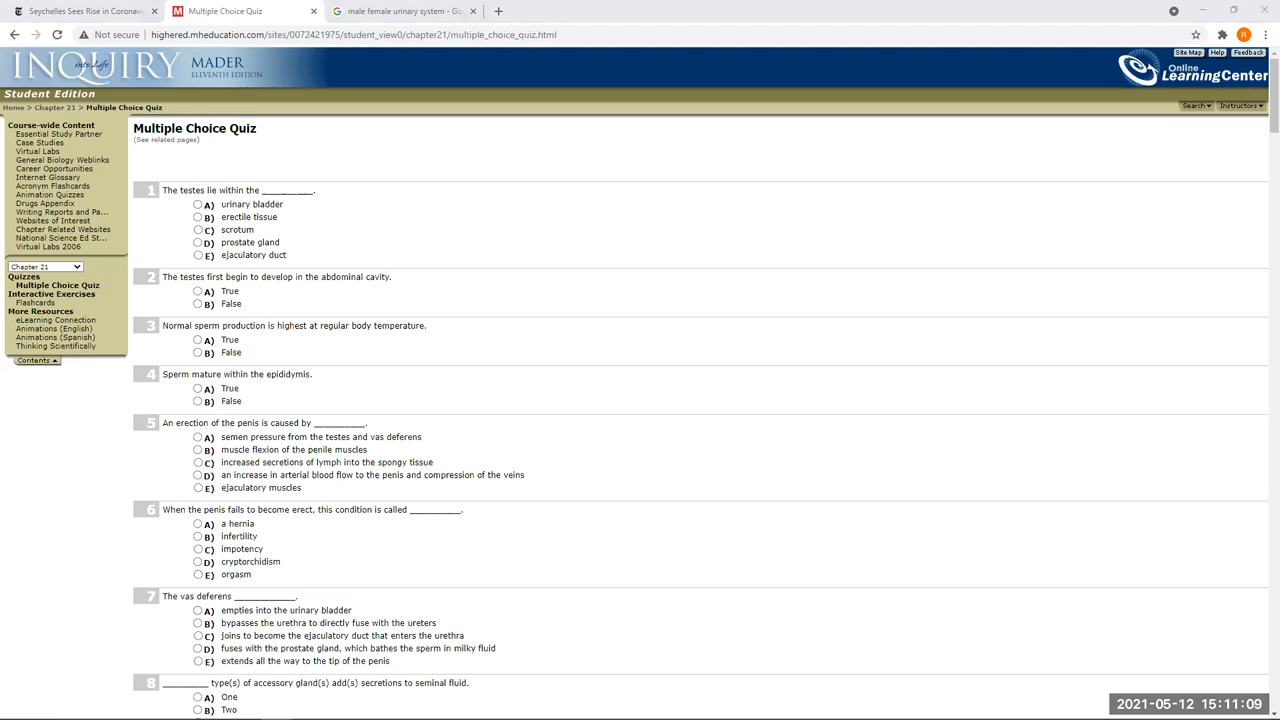 Seychelles Sees Rise in Coronavi
Multiple Choice Quiz
male female urinary system - Go
Not secure
highered.mheducation.com/sites/0072421975/student_view0/chapter21/multiple_choice_quiz.html
INQUIRY into Life
MADER
ELEVENTH EDITION
Site Map
Help
Feedback
Online
LearningCenter
Student Edition
Home > Chapter 21 > Multiple Choice Quiz
Search
Instructors
Course-wide Content
Essential Study Partner
Case Studies
Virtual Labs
General Biology Weblinks
Career Opportunities
Internet Glossary
Acronym Flashcards
Animation Quizzes
Drugs Appendix
Writing Reports and Pa...
Websites of Interest
Chapter Related Websites
National Science Ed St...
Virtual Labs 2006
Chapter 21
Quizzes
Multiple Choice Quiz
Interactive Exercises
Flashcards
More Resources
eLearning Connection
Animations (English)
Animations (Spanish)
Thinking Scientifically
Contents
Multiple Choice Quiz
(See related pages)
1 The testes lie within the __________.
A) urinary bladder
B) erectile tissue
C) scrotum
D) prostate gland
E) ejaculatory duct
2 The testes first begin to develop in the abdominal cavity.
A) True
B) False
3 Normal sperm production is highest at regular body temperature.
A) True
B) False
4 Sperm mature within the epididymis.
A) True
B) False
5 An erection of the penis is caused by __________.
A) semen pressure from the testes and vas deferens
B) muscle flexion of the penile muscles
C) increased secretions of lymph into the spongy tissue
D) an increase in arterial blood flow to the penis and compression of the veins
E) ejaculatory muscles
6 When the penis fails to become erect, this condition is called __________.
A) a hernia
B) infertility
C) impotency
D) cryptorchidism
E) orgasm
7 The vas deferens ____________.
A) empties into the urinary bladder
B) bypasses the urethra to directly fuse with the ureters
C) joins to become the ejaculatory duct that enters the urethra
D) fuses with the prostate gland, which bathes the sperm in milky fluid
E) extends all the way to the tip of the penis
8 _________ type(s) of accessory gland(s) add(s) secretions to seminal fluid.
A) One
B) Two
2021-05-12 15:11:09